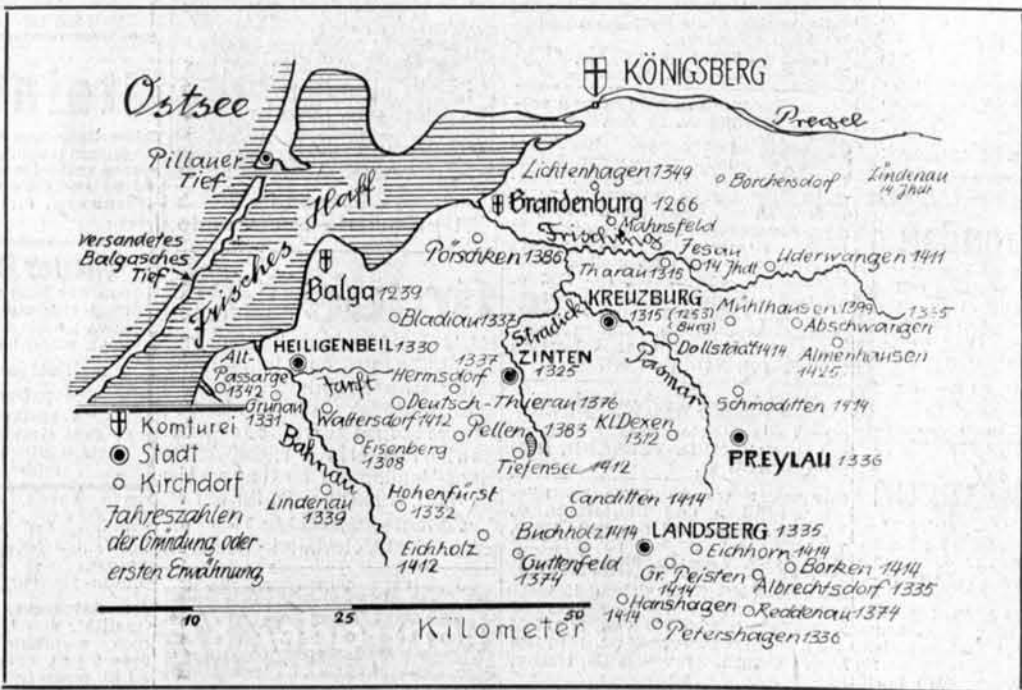 KÖNIGSBERG
Ostsee
Pregel
Pillauer
Tief
Lichtenhagen 1349
Borchersdorf
Lindenau
14. Jhdt.
Frisches Haff
Brandenburg 1266
Mahnsfeld
Frisching
versandetes
Balgasches
Tief
Pörschken 1386
Tharau 1315
Jesau
14 Jhdt.
Uderwangen 1411
Balga 1239
KREUZBURG
1315 (1253)
(Burg)
Mühlhausen 1399
Abschwangen
Bladiau 1337
Stradick
Dollstädt 1414
Almenhausen
HEILIGENBEIL 1330
ZINTEN
1325
Pasmar
Alt-
Passarge
1342
Jarft
1337
Hermsdorf
Schmoditten 1414
Grunau
1331
Waltersdorf 1412
Deutsch-Thierau 1376
Komturei
Stadt
Kirchdorf
Bahnau
Eisenberg
1308
Pellen
1383
Kl. Dexen
1312
PR. EYLAU 1336
Tiefensee 1412
Lindenau
1339
Hohenfürst
1332
Canditten 1414
Jahreszahlen
der Gründung oder
ersten Erwähnung
Buchholz 1414
LANDSBERG 1335
Eichhorn 1414
Eichholz
1412
Guttenfeld
1374
Gr. Peisten
1414
Borken 1414
Albrechtsdorf 1335
Hanshagen
1414
Reddenau 1374
Petershagen 1336
10
25
50
Kilometer